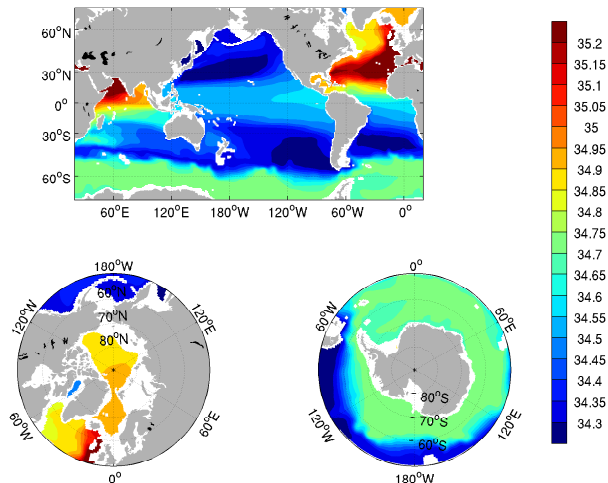 60°N
30°N
0°
30°S
60°S
60°E
120°E
180°W
120°W
60°W
0°
35.2
35.15
35.1
35.05
35
34.95
34.9
34.85
34.8
34.75
34.7
34.65
34.6
34.55
34.5
34.45
34.4
34.35
34.3
180°W
120°W
120°E
60°N
70°N
80°N
60°W
60°E
0°
0°
60°W
60°E
80°S
70°S
60°S
120°W
120°E
180°W